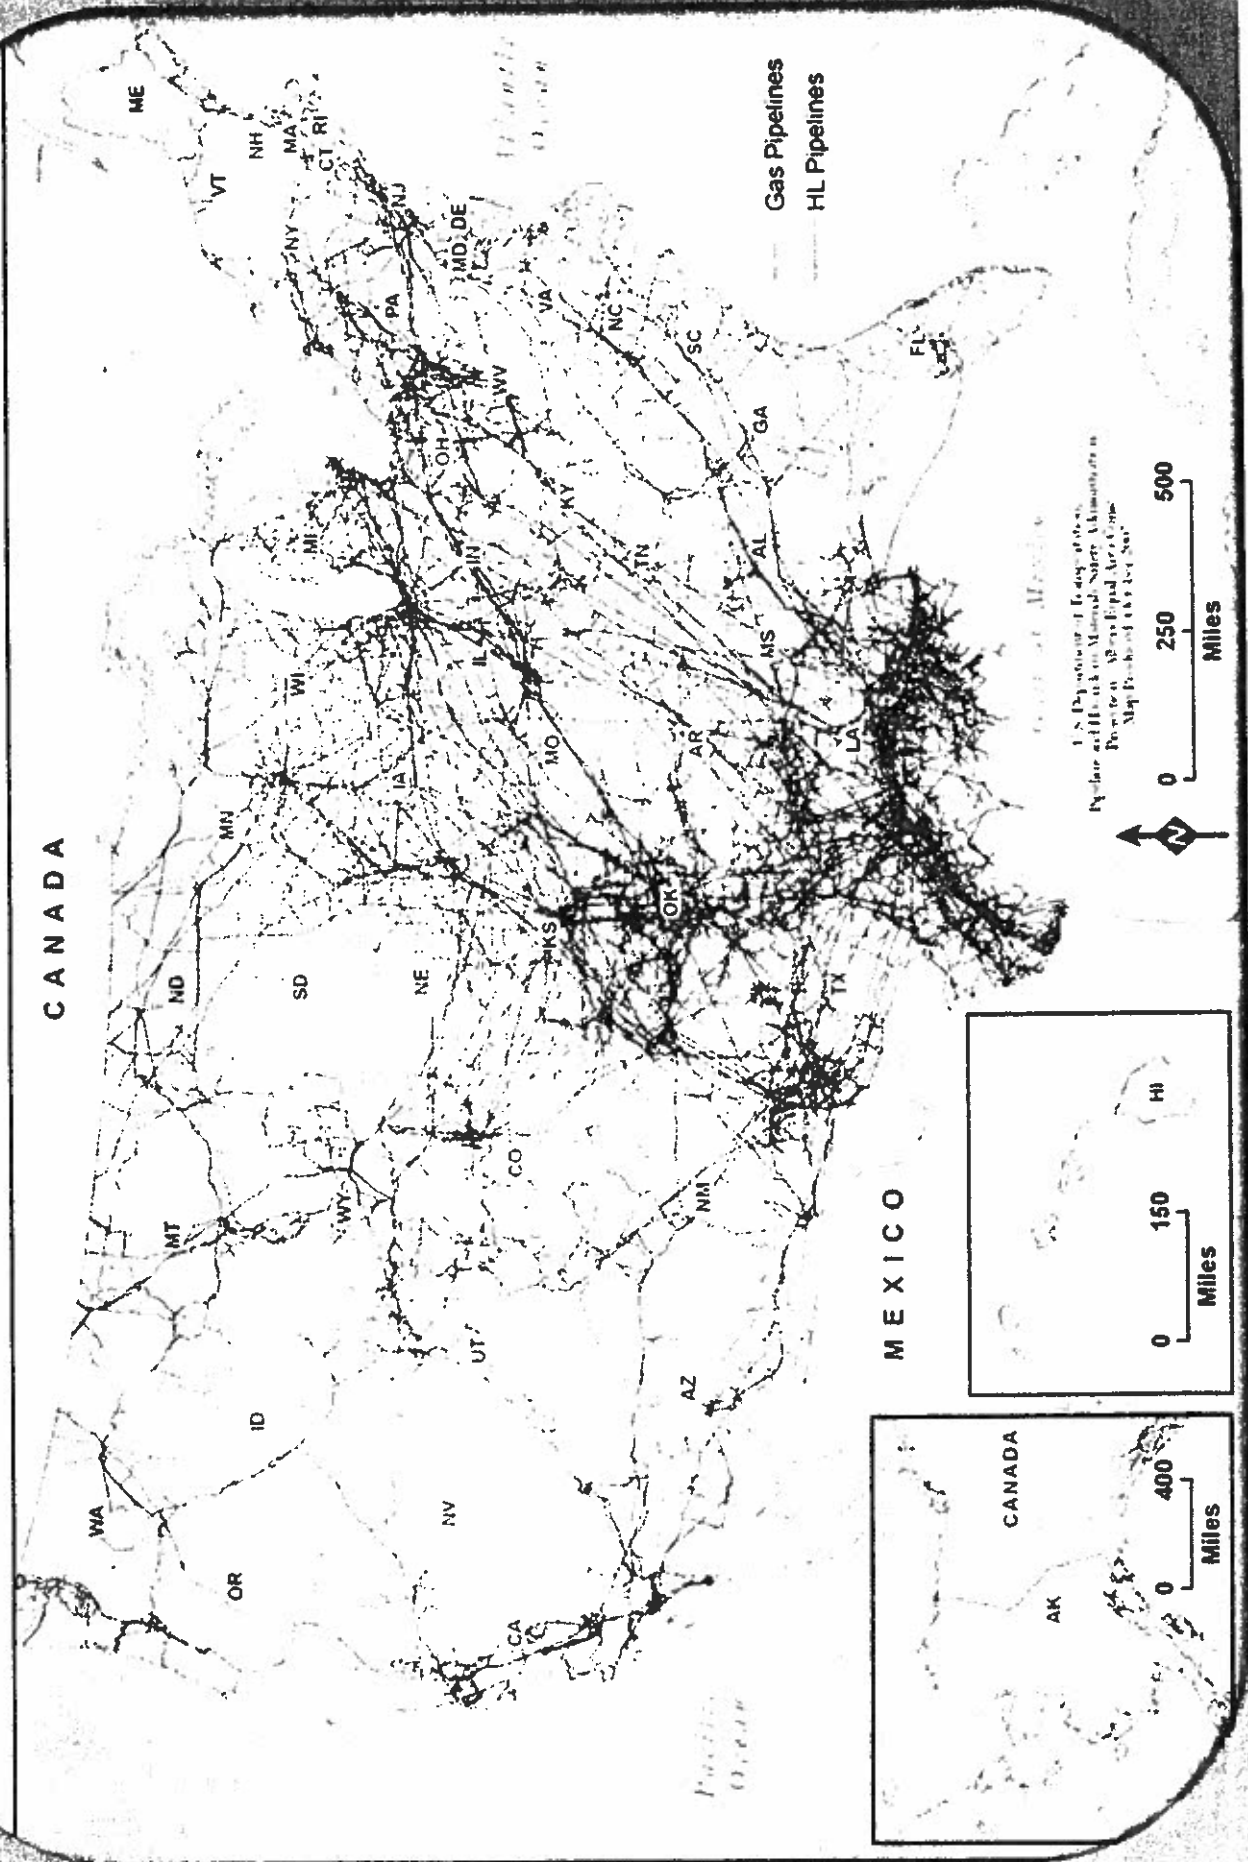 CANADA
WA
MT
ND
MN
ME
VT
NH
MA
RI
CT
NY
NJ
OR
ID
SD
WI
MI
PA
WY
NE
IA
MD
DE
NV
UT
CO
KS
IL
IN
OH
WV
VA
MO
KY
CA
NC
TN
SC
AZ
NM
OK
AR
MS
AL
GA
TX
LA
FL
MEXICO
Gas Pipelines
HL Pipelines
Pacific
Ocean
CANADA
AK
0 400
Miles
HI
0 150
Miles
N
0 250 500
Miles